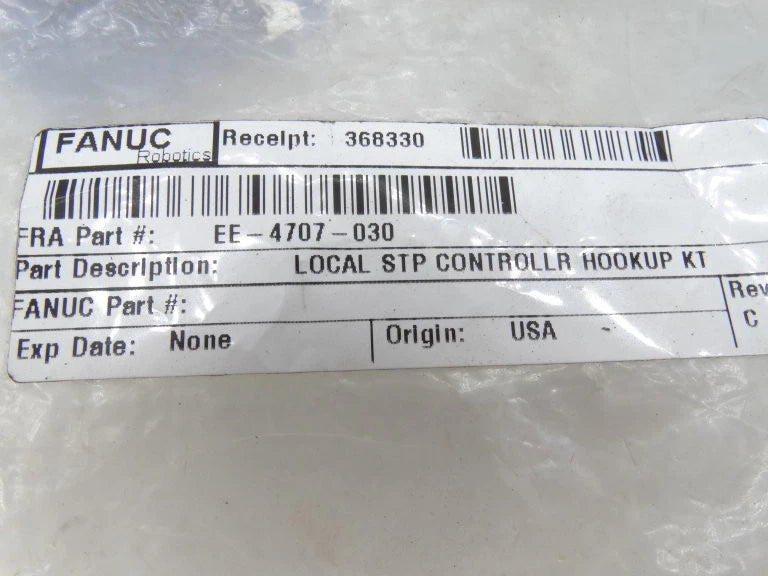 FANUC
Robotics
Receipt: 368330
FRA Part #: EE-4707-030
Part Description: LOCAL STP CONTROLLR HOOKUP KT
FANUC Part #:
Rev
C
Exp Date: None
Origin: USA